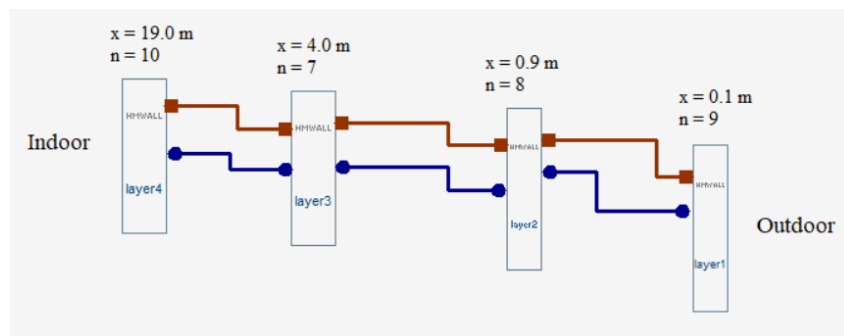 x = 19.0 m
n = 10
x = 4.0 m
n = 7
x = 0.9 m
n = 8
x = 0.1 m
n = 9
Indoor
HMWALL
layer4
HMWALL
layer3
HMWALL
layer2
HMWALL
layer1
Outdoor